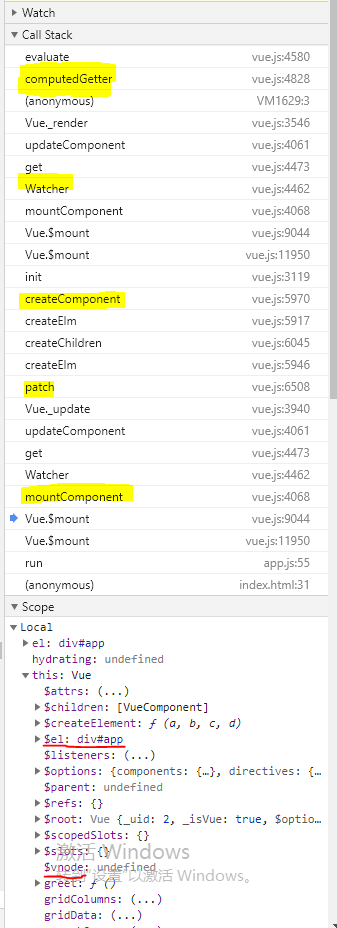 Watch
Call Stack
evaluate vue.js:4580
computedGetter vue.js:4828
(anonymous) VM1629:3
Vue._render vue.js:3546
updateComponent vue.js:4061
get vue.js:4473
Watcher vue.js:4462
mountComponent vue.js:4068
Vue.$mount vue.js:9044
Vue.$mount vue.js:11950
init vue.js:3119
createComponent vue.js:5970
createElm vue.js:5917
createChildren vue.js:6045
createElm vue.js:5946
patch vue.js:6508
Vue._update vue.js:3940
updateComponent vue.js:4061
get vue.js:4473
Watcher vue.js:4462
mountComponent vue.js:4068
Vue.$mount vue.js:9044
Vue.$mount vue.js:11950
run app.js:55
(anonymous) index.html:31
Scope
Local
el: div#app
hydrating: undefined
this: Vue
$attrs: (...)
$children: [VueComponent]
$createElement: ƒ (a, b, c, d)
$el: div#app
$listeners: (...)
$options: {components: {…}, directives: {…
$parent: undefined
$refs: {}
$root: Vue {_uid: 2, _isVue: true, $optio…
$scopedSlots: {}
$slots: {}
激活 Windows
$vnode: undefined
"设置"以激活 Windows。
greet: ƒ ()
gridColumns: (...)
gridData: (...)